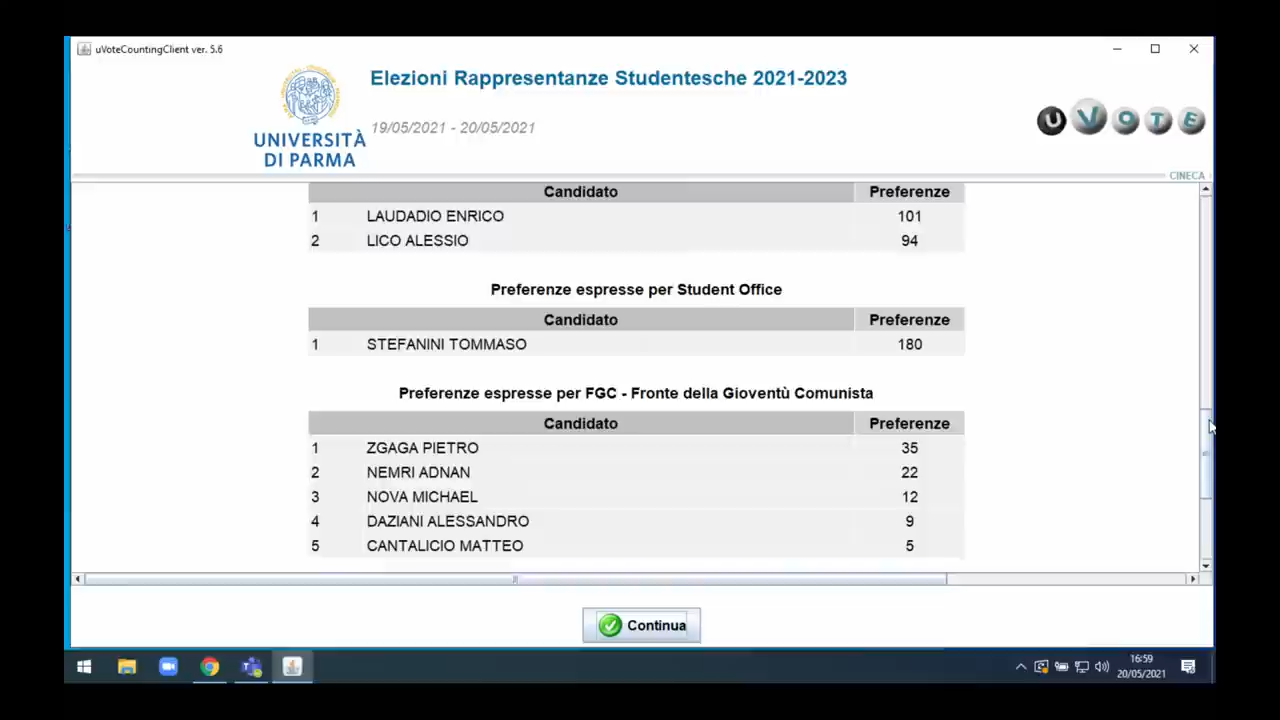 uVoteCountingClient ver. 5.6
Elezioni Rappresentanze Studentesche 2021-2023
19/05/2021 - 20/05/2021
UNIVERSITÀ
DI PARMA
U V O T E
CINECA
Candidato Preferenze
1 LAUDADIO ENRICO 101
2 LICO ALESSIO 94
Preferenze espresse per Student Office
Candidato Preferenze
1 STEFANINI TOMMASO 180
Preferenze espresse per FGC - Fronte della Gioventù Comunista
Candidato Preferenze
1 ZGAGA PIETRO 35
2 NEMRI ADNAN 22
3 NOVA MICHAEL 12
4 DAZIANI ALESSANDRO 9
5 CANTALICIO MATTEO 5
Continua
16:59
20/05/2021